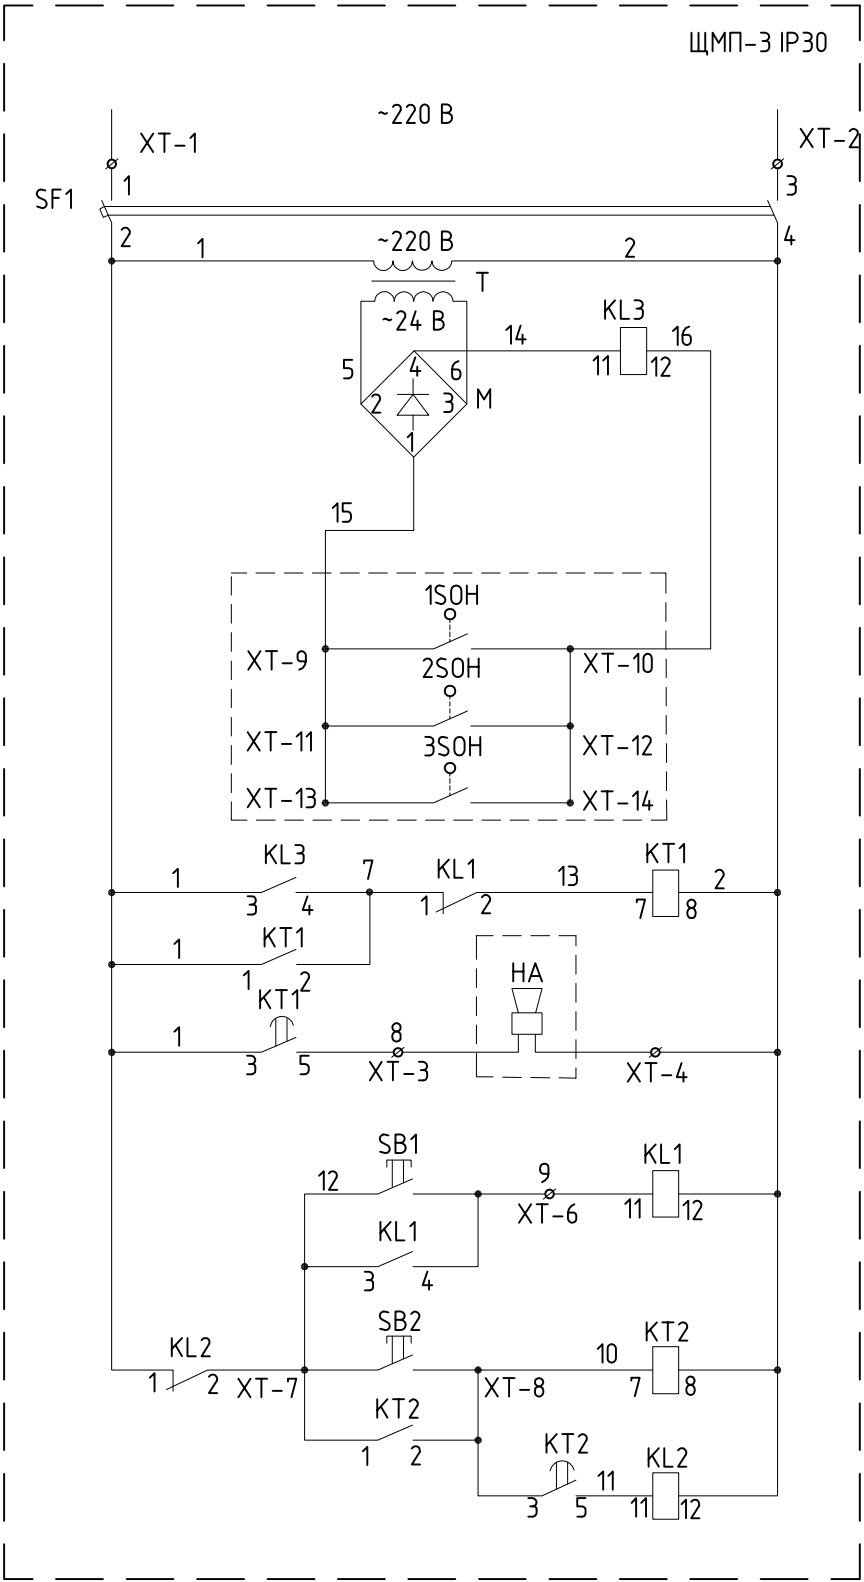 ЩМП-3 IP30
~220 В
XT-1
XT-2
SF1
1
3
2
4
1
~220 В
2
T
~24 В
KL3
14
16
5
4
6
11
12
2
3
M
1
15
1SOH
XT-9
XT-10
2SOH
XT-11
XT-12
3SOH
XT-13
XT-14
1
KL3
7
KL1
13
KT1
2
3
4
1
2
7
8
1
KT1
1
2
HA
KT1
1
8
3
5
XT-3
XT-4
SB1
12
9
KL1
XT-6
11
12
KL1
3
4
SB2
KL2
10
KT2
1
2
XT-7
XT-8
7
8
KT2
1
2
KT2
11
KL2
3
5
11
12